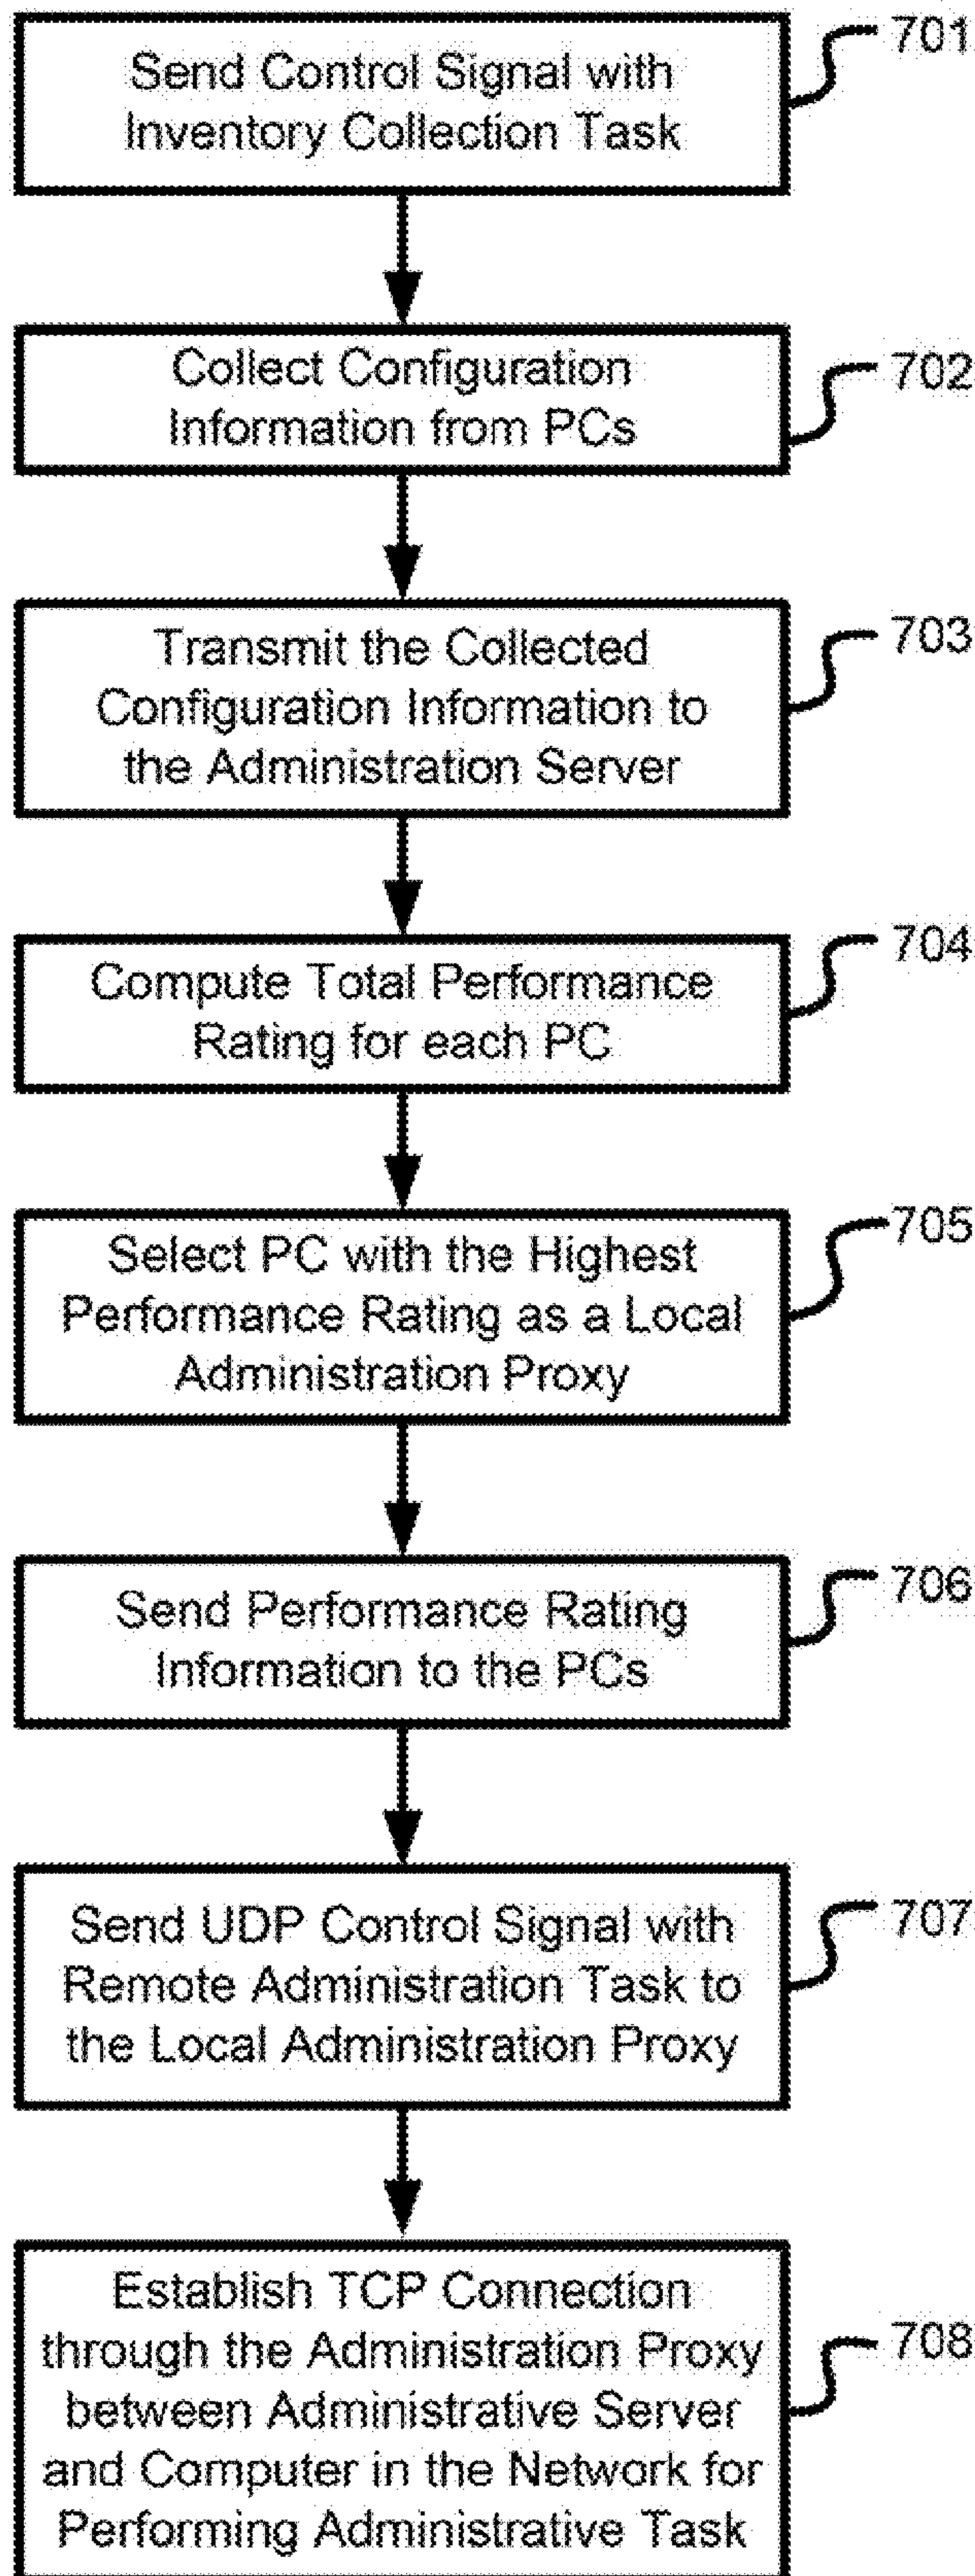 Send Control Signal with
Inventory Collection Task
701
Collect Configuration
Information from PCs
702
Transmit the Collected
Configuration Information to
the Administration Server
703
Compute Total Performance
Rating for each PC
704
Select PC with the Highest
Performance Rating as a Local
Administration Proxy
705
Send Performance Rating
Information to the PCs
706
Send UDP Control Signal with
Remote Administration Task to
the Local Administration Proxy
707
Establish TCP Connection
through the Administration Proxy
between Administrative Server
and Computer in the Network for
Performing Administrative Task
708